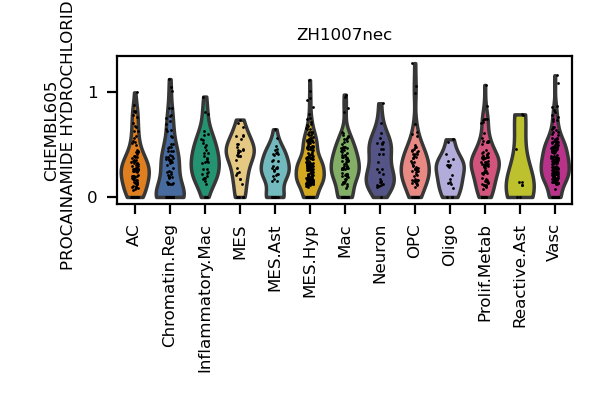 ZH1007nec
CHEMBL605
PROCAINAMIDE HYDROCHLORID
1
0
AC
Chromatin.Reg
Inflammatory.Mac
MES
MES.Ast
MES.Hyp
Mac
Neuron
OPC
Oligo
Prolif.Metab
Reactive.Ast
Vasc